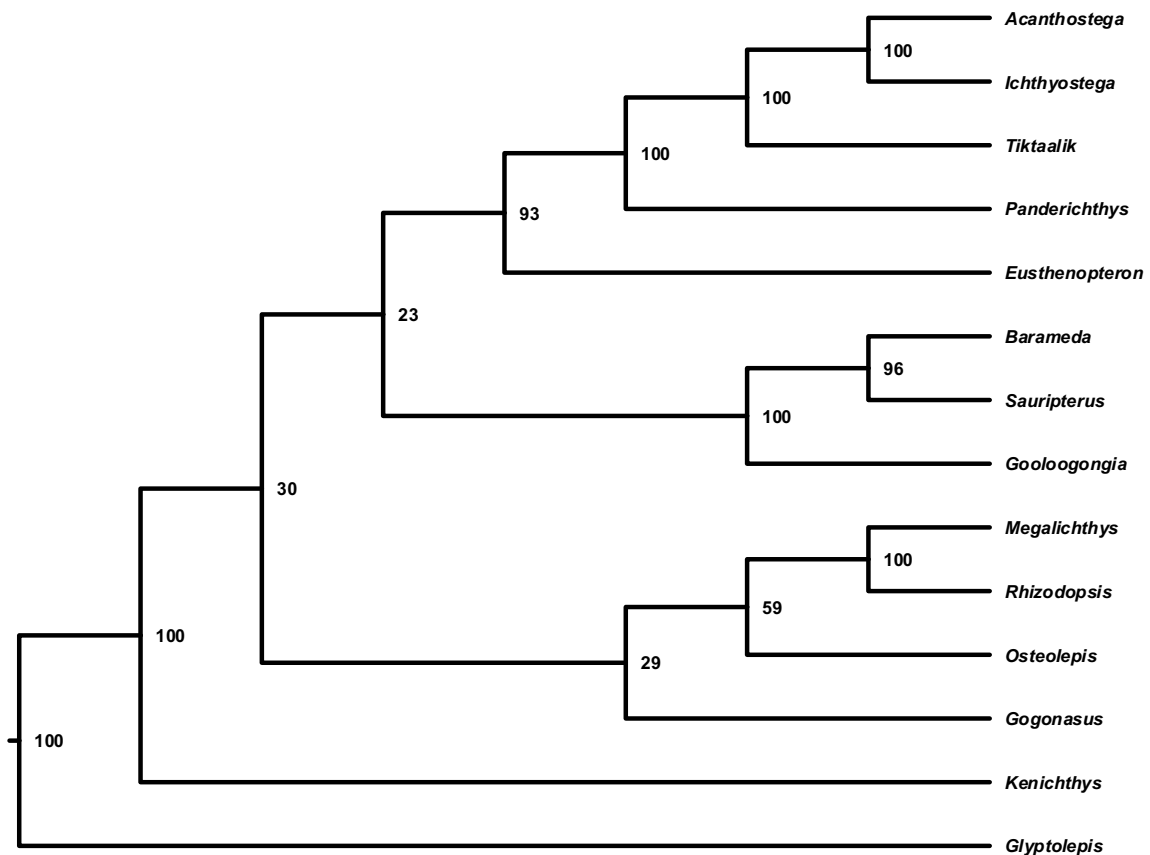 Acanthostega
100
Ichthyostega
100
Tiktaalik
100
Panderichthys
93
Eusthenopteron
23
Barameda
96
Sauripterus
100
Gooloogongia
30
Megalichthys
100
Rhizodopsis
59
100
Osteolepis
29
Gogonasus
100
Kenichthys
Glyptolepis